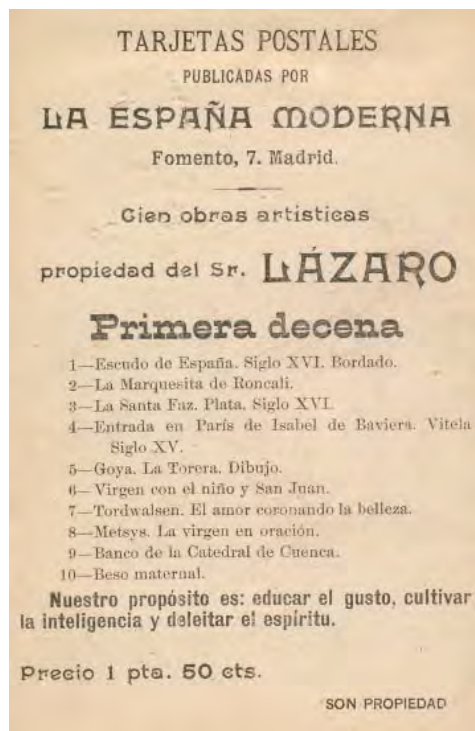 TARJETAS POSTALES
PUBLICADAS POR
LA ESPAÑA MODERNA
Fomento, 7. Madrid.
Cien obras artísticas
propiedad del Sr. LÁZARO
Primera decena
1—Escudo de España. Siglo XVI. Bordado.
2—La Marquesita de Roncali.
3—La Santa Faz. Plata. Siglo XVI.
4—Entrada en París de Isabel de Baviera. Vitela
Siglo XV.
5—Goya. La Torera. Dibujo.
6—Virgen con el niño y San Juan.
7—Tordwalsen. El amor coronando la belleza.
8—Metsys. La virgen en oración.
9—Banco de la Catedral de Cuenca.
10—Beso maternal.
Nuestro propósito es: educar el gusto, cultivar
la inteligencia y deleitar el espíritu.
Precio 1 pta. 50 cts.
SON PROPIEDAD